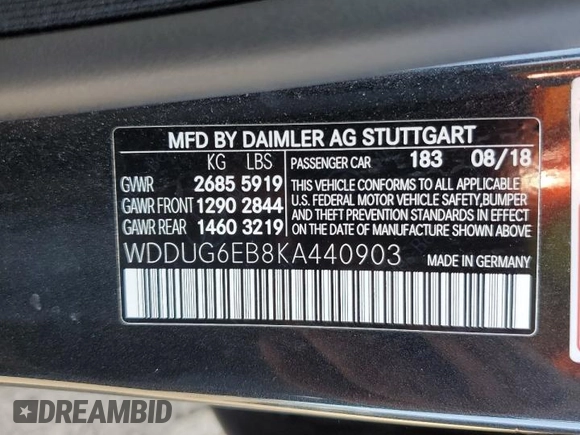 MFD BY DAIMLER AG STUTTGART
KG LBS PASSENGER CAR 183 08/18
GVWR 2685 5919
GAWR FRONT 1290 2844
GAWR REAR 1460 3219
THIS VEHICLE CONFORMS TO ALL APPLICABLE
U.S. FEDERAL MOTOR VEHICLE SAFETY,BUMPER
AND THEFT PREVENTION STANDARDS IN EFFECT
ON THE DATE OF MANUFACTURE SHOWN ABOVE.
WDDUG6EB8KA440903 MADE IN GERMANY
DREAMBID